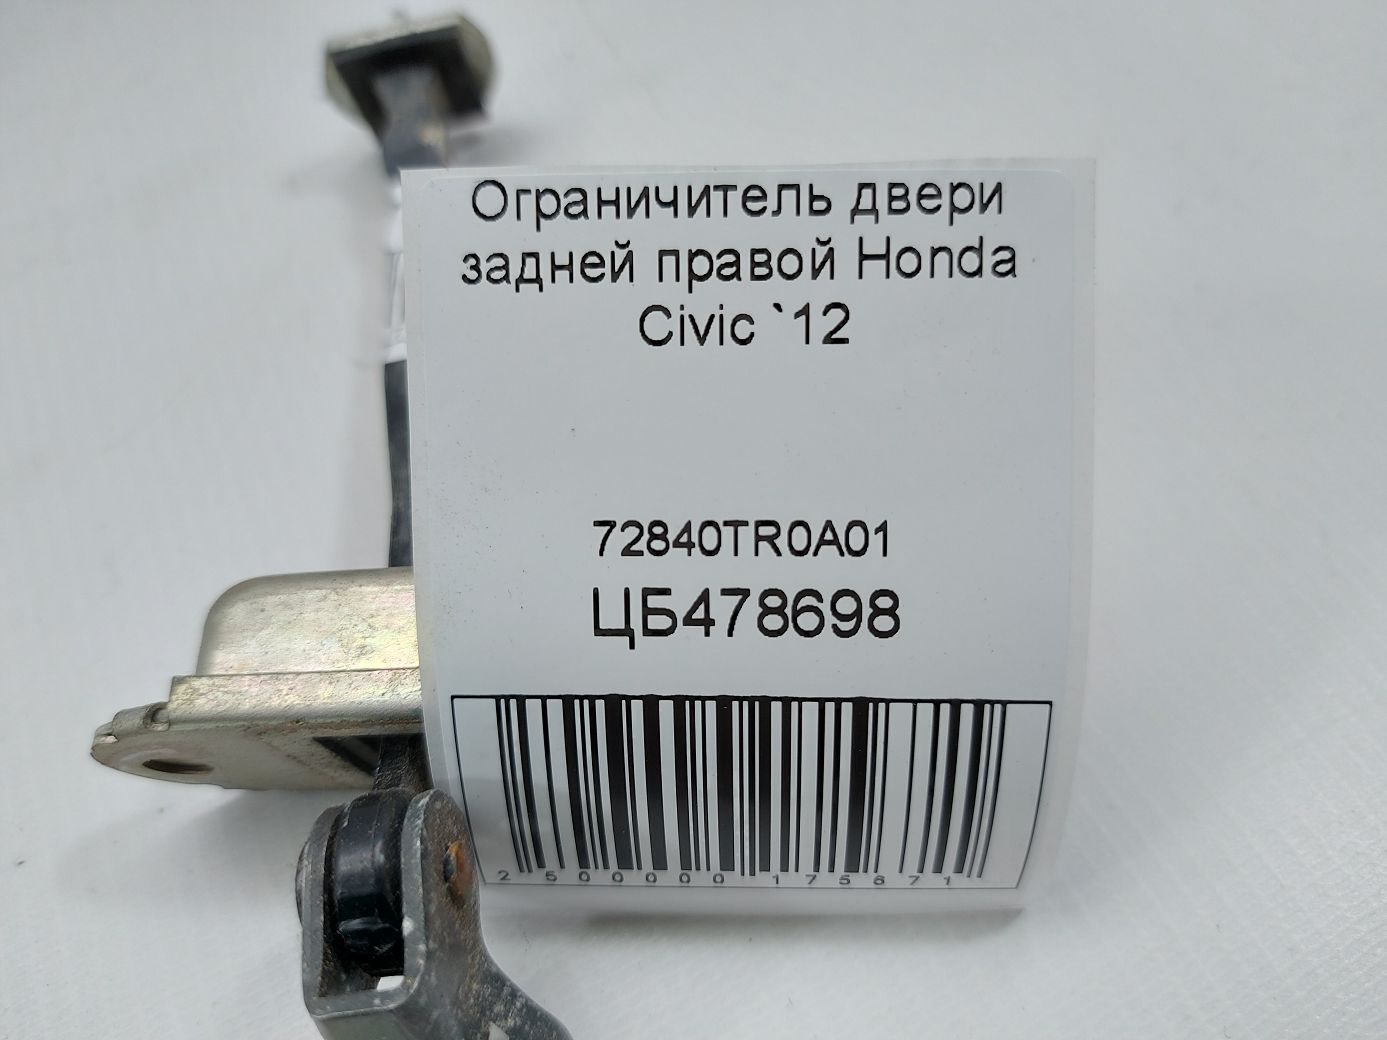 Ограничитель двери
задней правой Honda
Civic `12
72840TR0A01
ЦБ478698
2500000175671